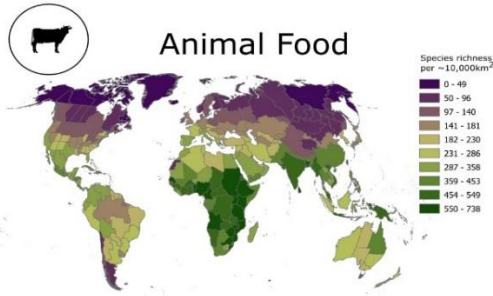 Animal Food
Species richness
per ~10,000km²
0 - 49
50 - 96
97 - 140
141 - 181
182 - 230
231 - 286
287 - 358
359 - 453
454 - 549
550 - 738